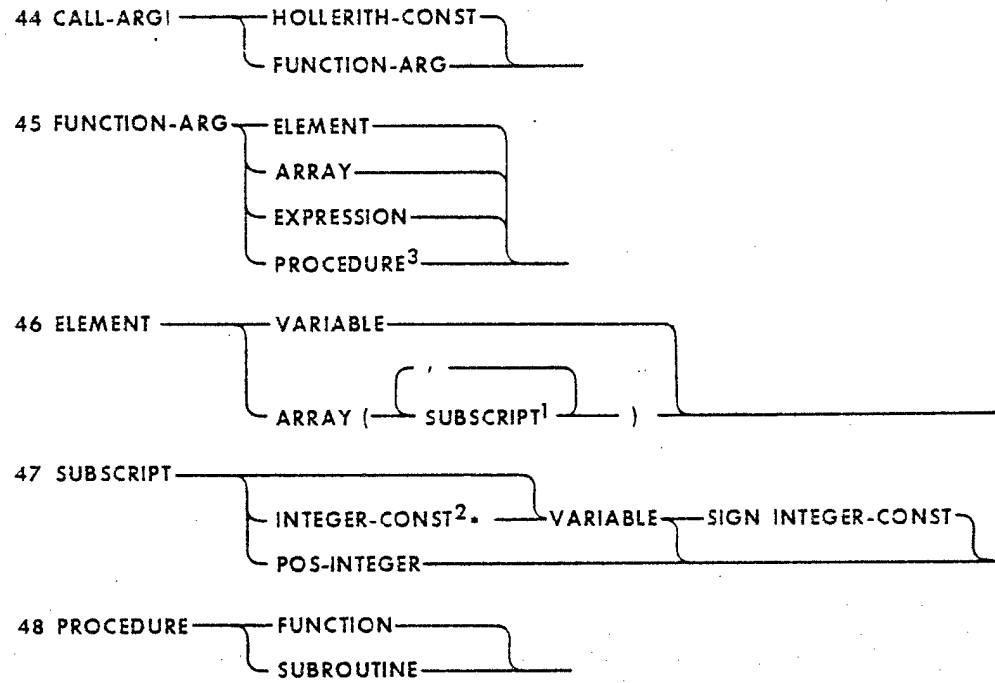 44 CALL-ARG HOLLERITH-CONST
FUNCTION-ARG
45 FUNCTION-ARG ELEMENT
ARRAY
EXPRESSION
PROCEDURE3
46 ELEMENT VARIABLE
,
ARRAY ( SUBSCRIPT1 )
47 SUBSCRIPT
INTEGER-CONST2* VARIABLE SIGN INTEGER-CONST
POS-INTEGER
48 PROCEDURE FUNCTION
SUBROUTINE